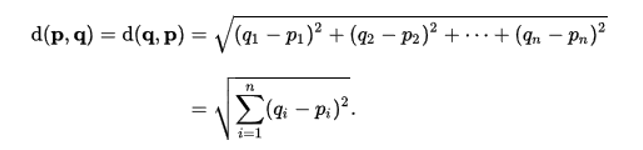 d(p, q) = d(q, p) = √((q₁ − p₁)² + (q₂ − p₂)² + ⋯ + (qₙ − pₙ)²)
= √(∑ᵢ₌₁ⁿ (qᵢ − pᵢ)²).